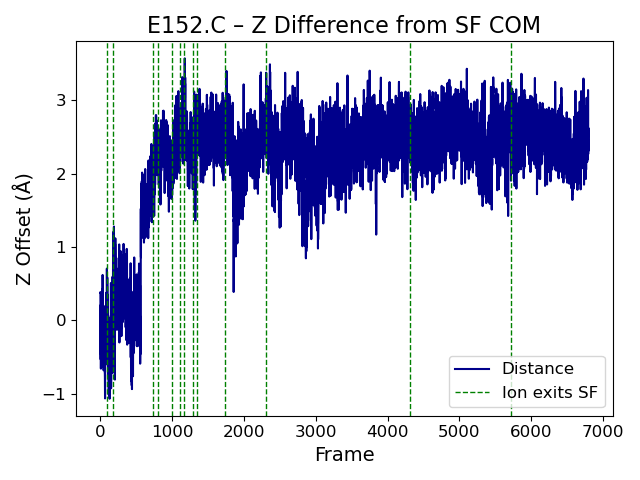 E152.C – Z Difference from SF COM
Z Offset (Å)
3
2
1
0
−1
Distance
Ion exits SF
0 1000 2000 3000 4000 5000 6000 7000
Frame